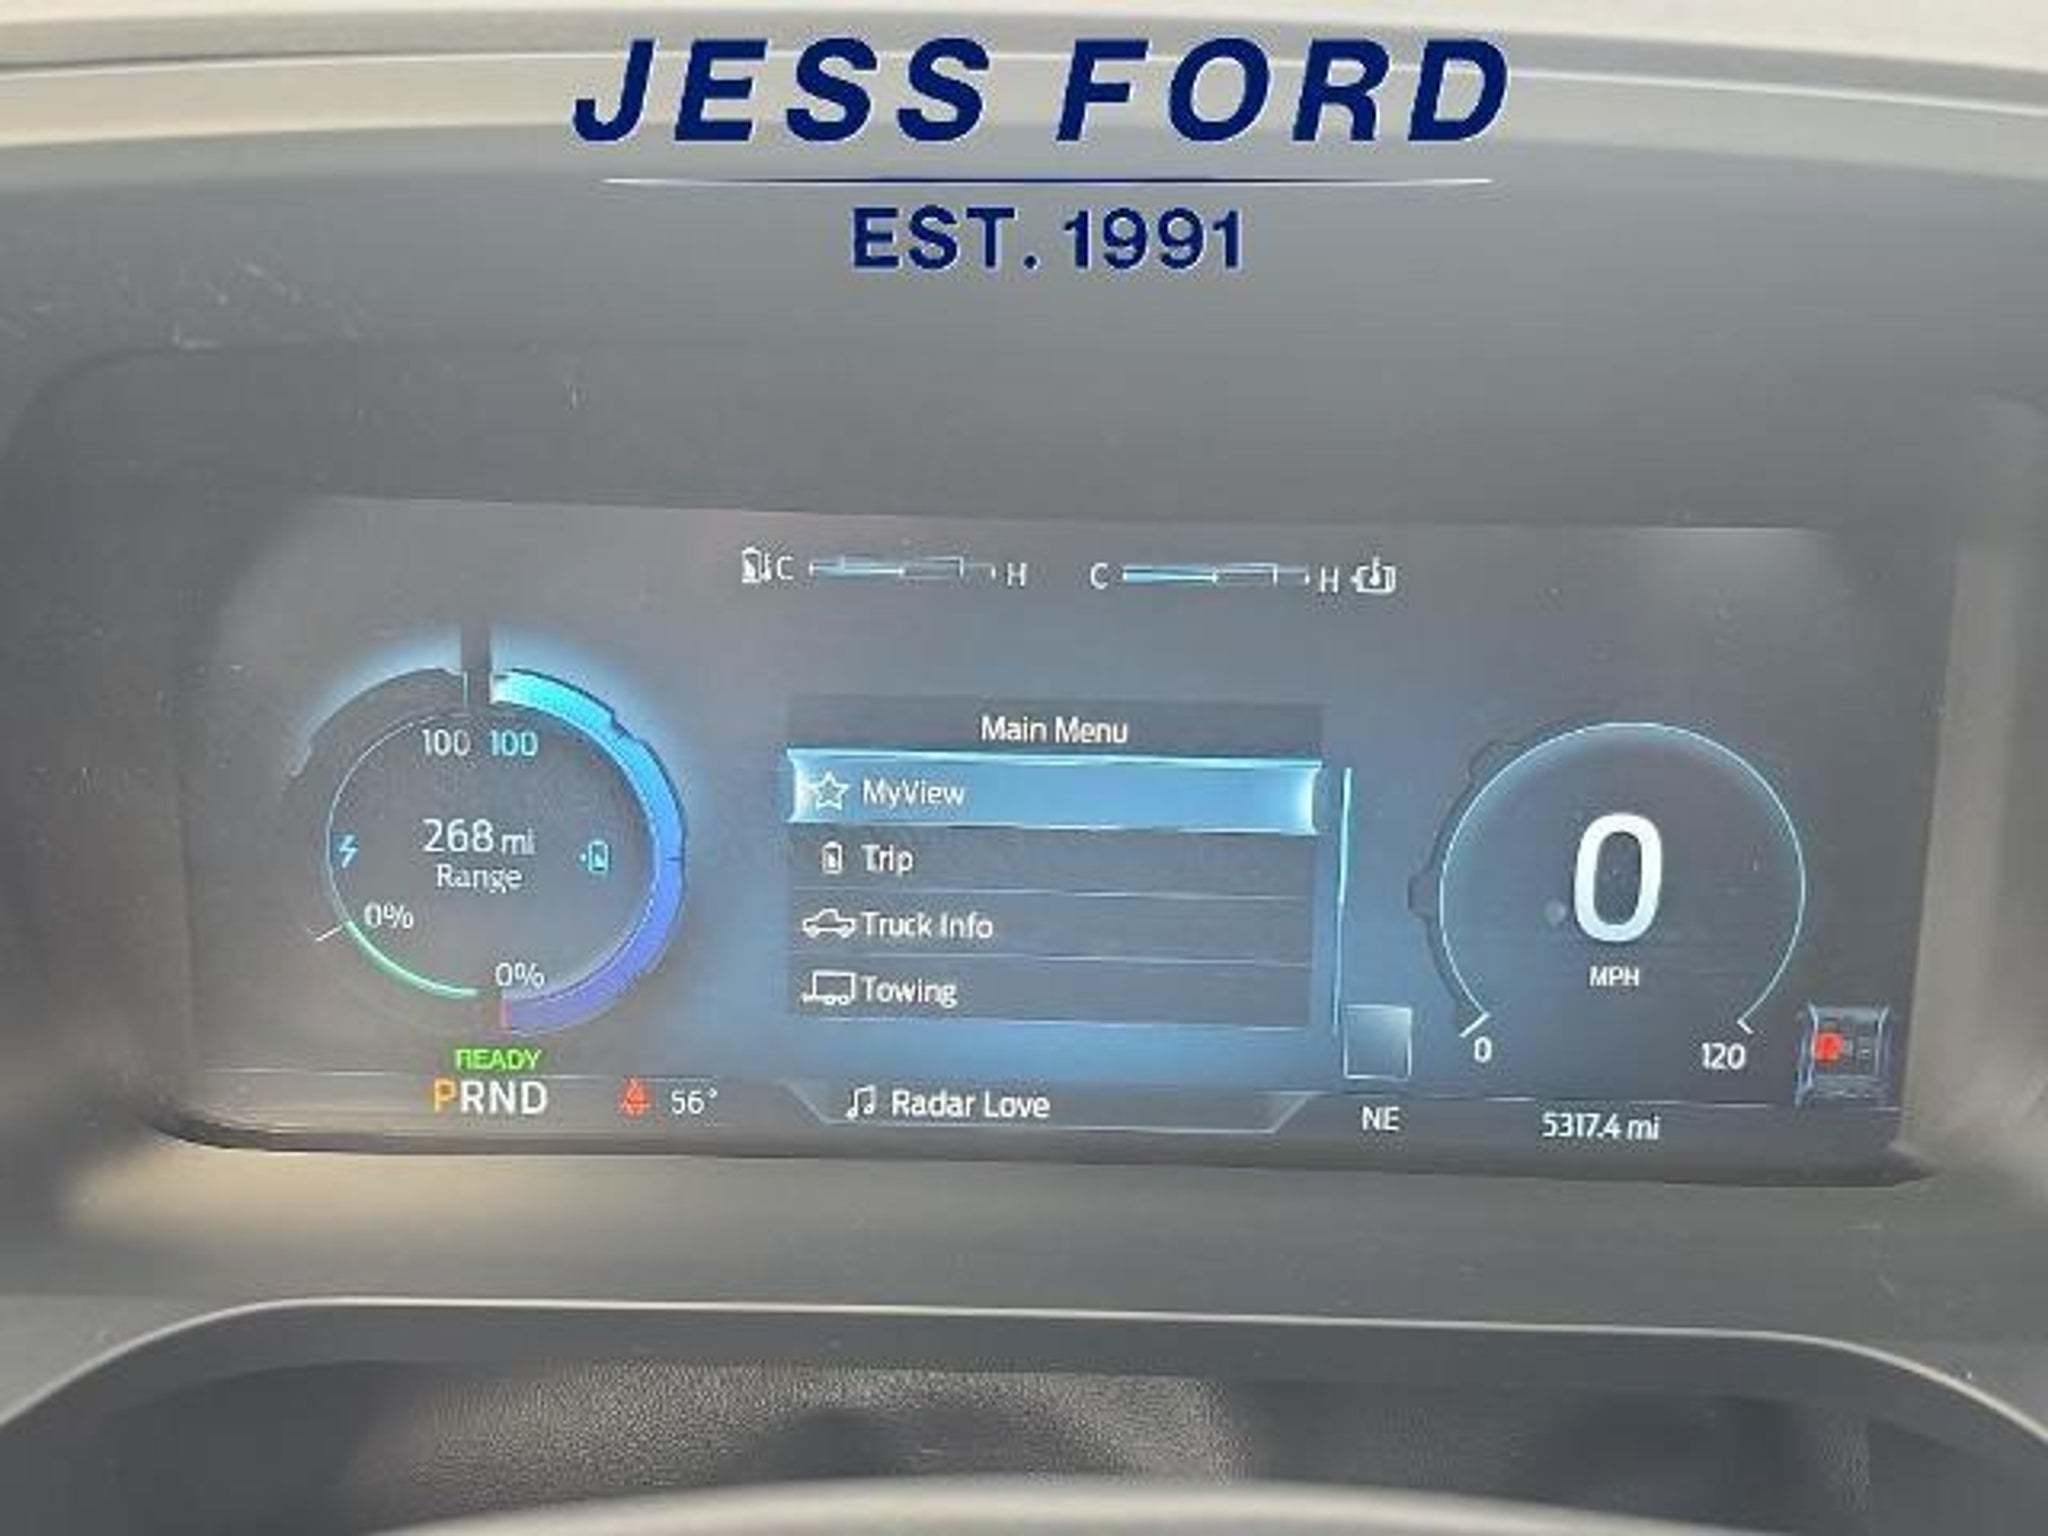 JESS FORD
EST. 1991
C H
C H
100 100
268 mi
Range
0%
0%
READY
PRND
56°
Main Menu
MyView
Trip
Truck Info
Towing
Radar Love
NE
0
MPH
0 120
5317.4 mi